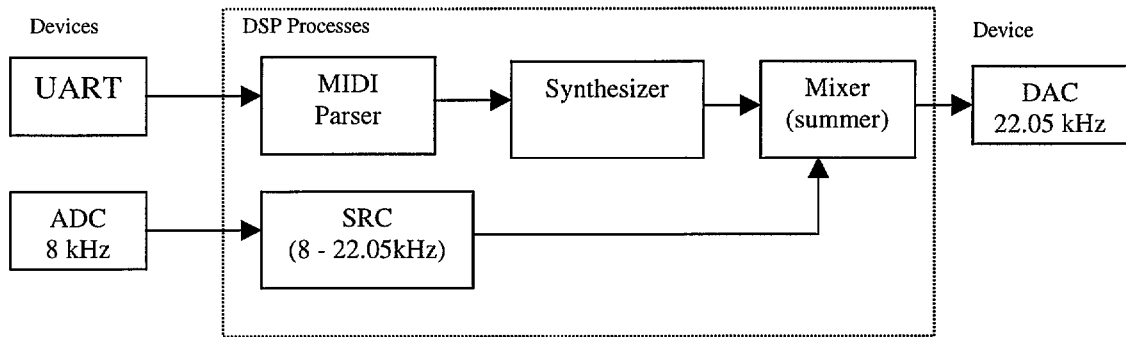 Devices
DSP Processes
Device
UART
MIDI
Parser
Synthesizer
Mixer
(summer)
DAC
22.05 kHz
ADC
8 kHz
SRC
(8 - 22.05kHz)